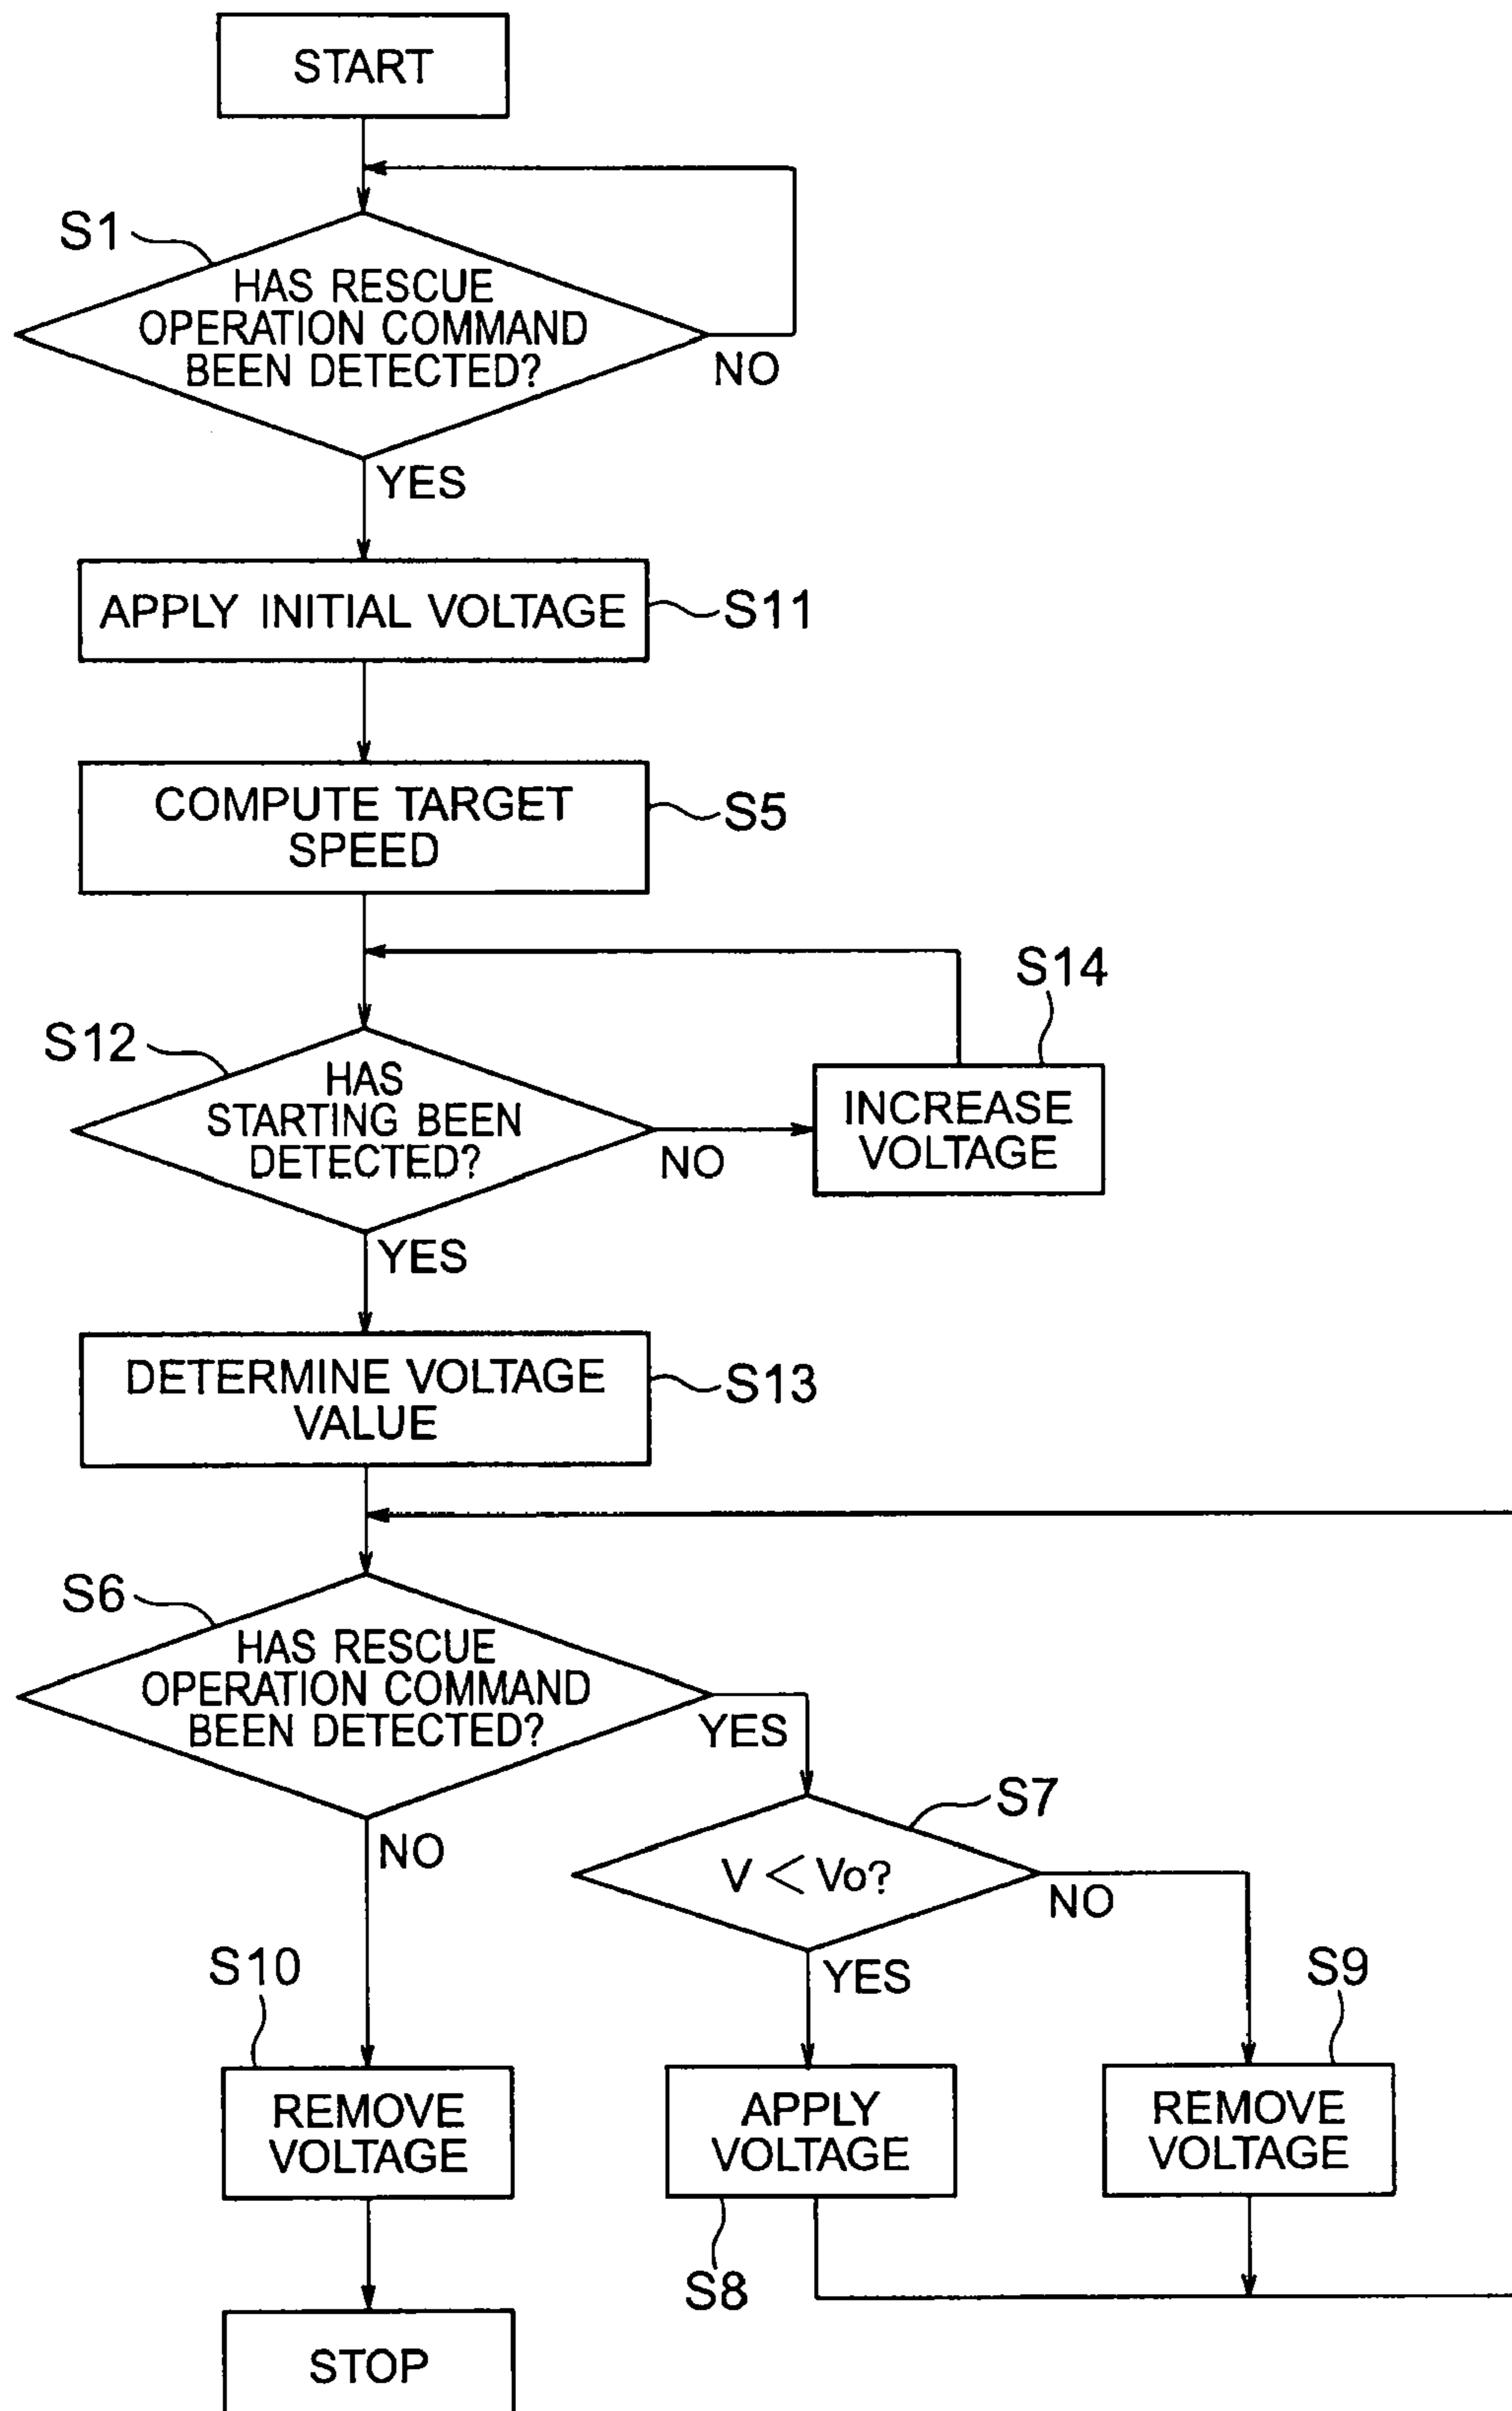 START
S1
HAS RESCUE
OPERATION COMMAND
BEEN DETECTED?
NO
YES
APPLY INITIAL VOLTAGE
S11
COMPUTE TARGET
SPEED
S5
S14
S12
HAS
STARTING BEEN
DETECTED?
NO
INCREASE
VOLTAGE
YES
DETERMINE VOLTAGE
VALUE
S13
S6
HAS RESCUE
OPERATION COMMAND
BEEN DETECTED?
YES
NO
S7
V < Vo?
NO
YES
S10
S9
REMOVE
VOLTAGE
APPLY
VOLTAGE
REMOVE
VOLTAGE
S8
STOP